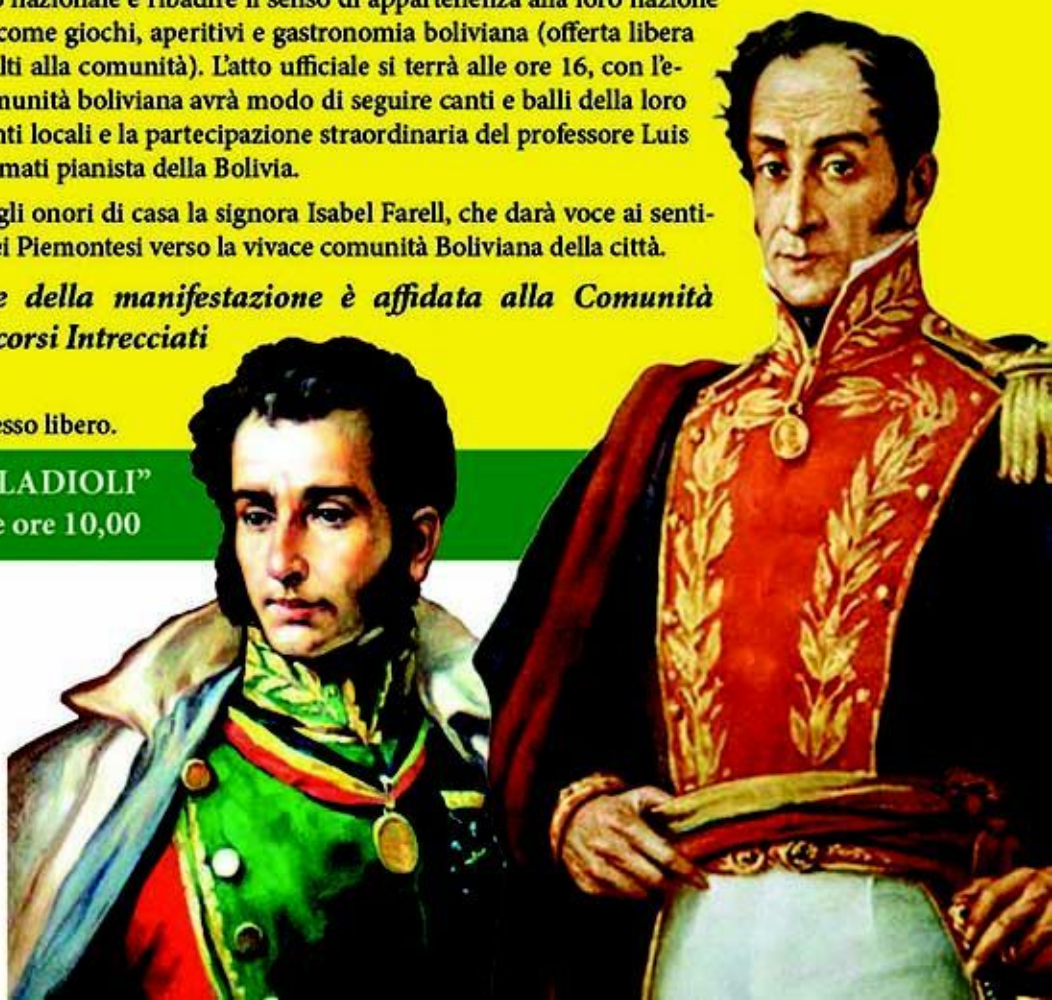 nazionale e ribadire il senso di appartenenza alla loro nazione
come giochi, aperitivi e gastronomia boliviana (offerta libera
lti alla comunità). L'atto ufficiale si terrà alle ore 16, con l'e-
munità boliviana avrà modo di seguire canti e balli della loro
nti locali e la partecipazione straordinaria del professore Luis
mati pianista della Bolivia.
gli onori di casa la signora Isabel Farell, che darà voce ai senti-
ei Piemontesi verso la vivace comunità Boliviana della città.
e della manifestazione è affidata alla Comunità
corsi Intrecciati
esso libero.
LADIOLI”
e ore 10,00